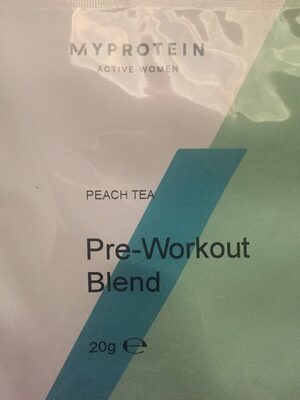 MYPROTEIN
ACTIVE WOMEN
PEACH TEA
Pre-Workout
Blend
20g ℮